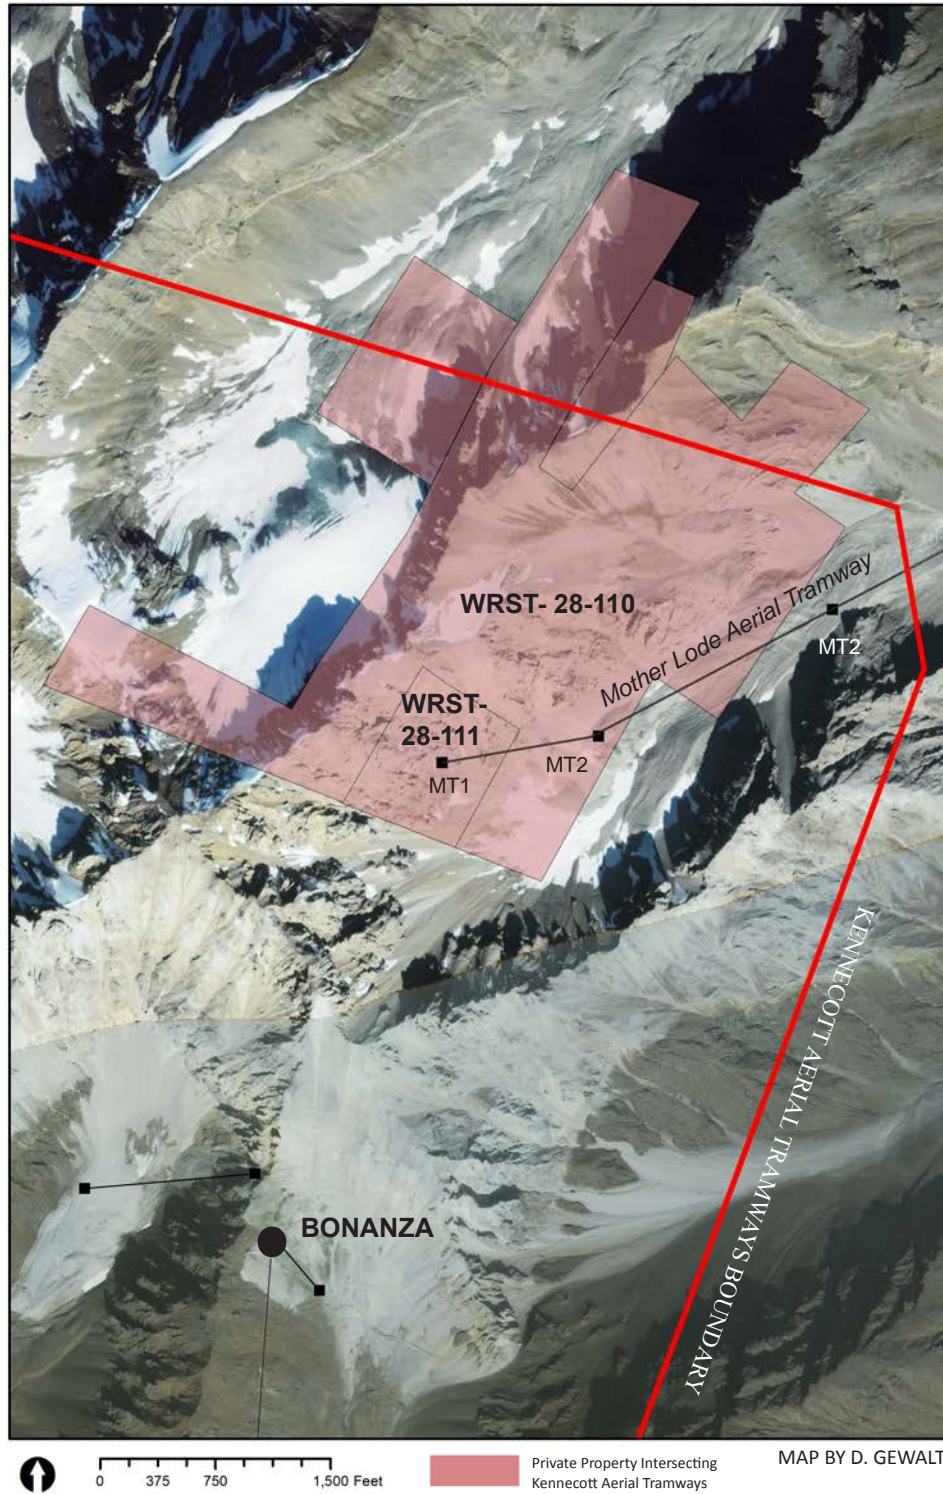 WRST- 28-110
Mother Lode Aerial Tramway
MT2
WRST-
28-111
MT1
MT2
KENNECOTT AERIAL TRAMWAYS BOUNDARY
BONANZA
0 375 750 1,500 Feet
Private Property Intersecting
Kennecott Aerial Tramways
MAP BY D. GEWALT